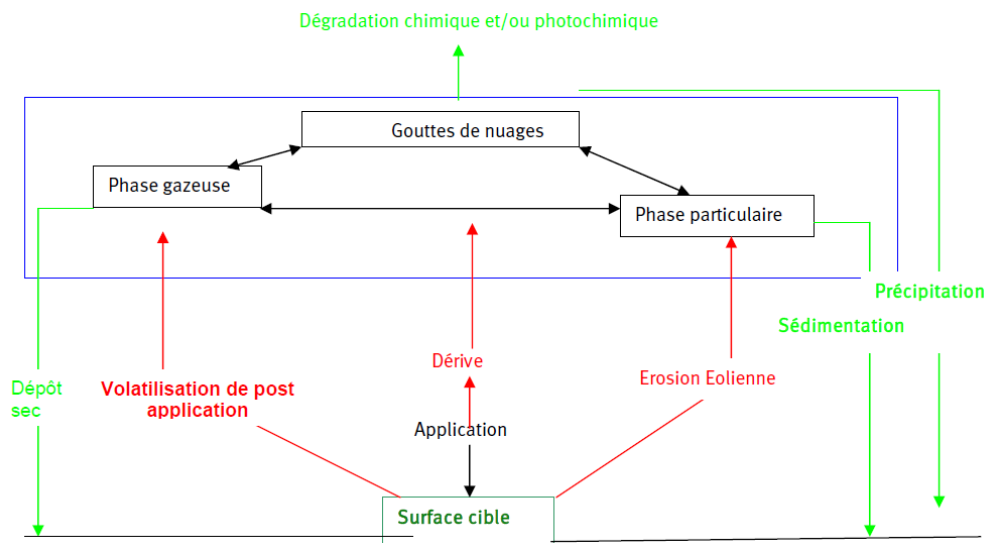 Dégradation chimique et/ou photochimique
Gouttes de nuages
Phase gazeuse
Phase particulaire
Précipitation
Sédimentation
Dérive
Erosion Eolienne
Dépôt
sec
Volatilisation de post
application
Application
Surface cible